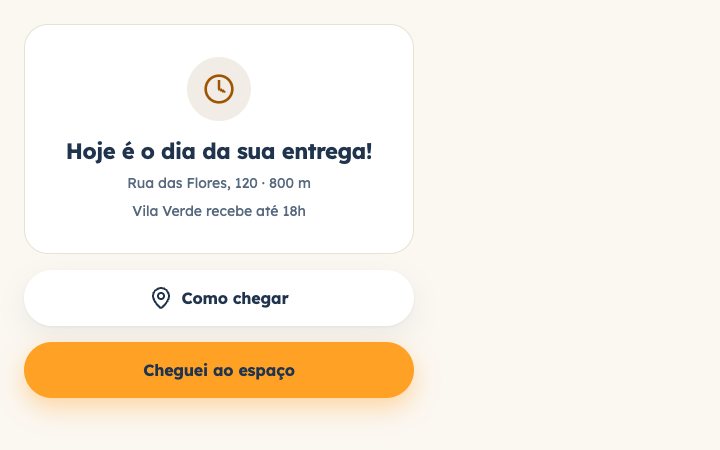 Hoje é o dia da sua entrega!
Rua das Flores, 120 · 800 m
Vila Verde recebe até 18h
Como chegar
Cheguei ao espaço